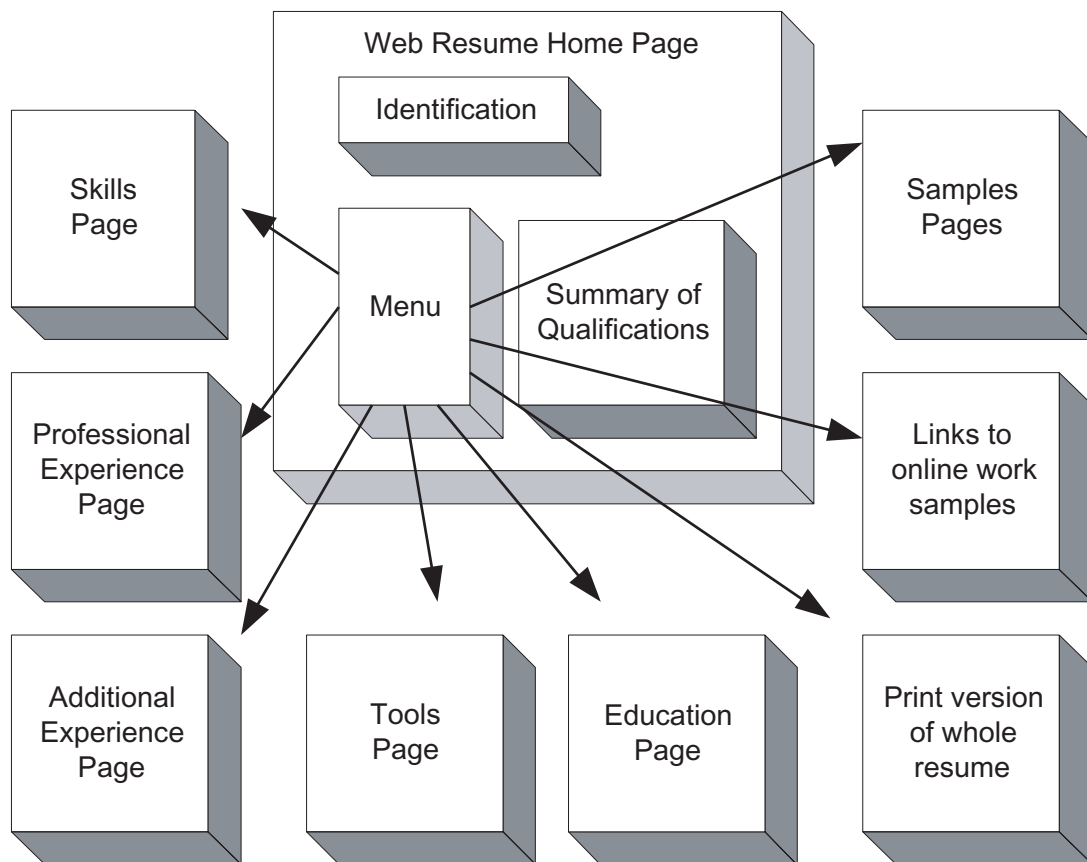 Web Resume Home Page
Identification
Skills
Page
Menu
Summary of
Qualifications
Samples
Pages
Professional
Experience
Page
Links to
online work
samples
Additional
Experience
Page
Tools
Page
Education
Page
Print version
of whole
resume